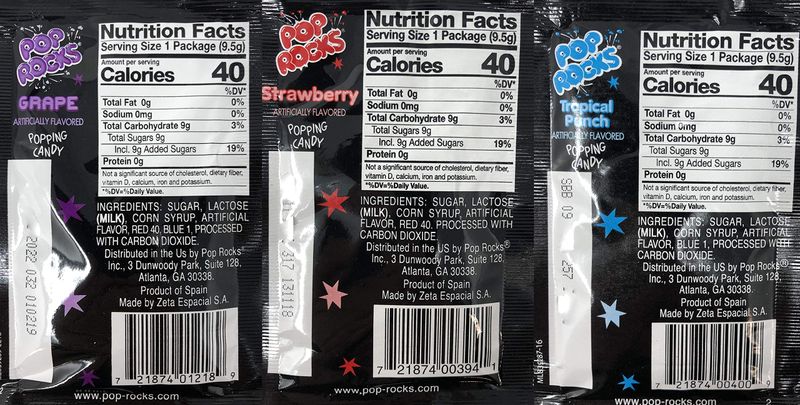 POP
ROCKS®
GRAPE
ARTIFICIALLY FLAVORED
POPPING
CANDY
Nutrition Facts
Serving Size 1 Package (9.5g)
Amount per serving
Calories 40
%DV*
Total Fat 0g 0%
Sodium 0mg 0%
Total Carbohydrate 9g 3%
Total Sugars 9g
Incl. 9g Added Sugars 19%
Protein 0g
Not a significant source of cholesterol, dietary fiber,
vitamin D, calcium, iron and potassium.
*%DV=%Daily Value.
INGREDIENTS: SUGAR, LACTOSE
(MILK), CORN SYRUP, ARTIFICIAL
FLAVOR, RED 40, BLUE 1, PROCESSED
WITH CARBON DIOXIDE.
Distributed in the US by Pop Rocks®
Inc., 3 Dunwoody Park, Suite 128,
Atlanta, GA 30338.
Product of Spain
Made by Zeta Espacial S.A.
2022 032 010219
7 21874 01218 9
www.pop-rocks.com
POP
ROCKS®
Strawberry
ARTIFICIALLY FLAVORED
POPPING
CANDY
Nutrition Facts
Serving Size 1 Package (9.5g)
Amount per serving
Calories 40
%DV*
Total Fat 0g 0%
Sodium 0mg 0%
Total Carbohydrate 9g 3%
Total Sugars 9g
Incl. 9g Added Sugars 19%
Protein 0g
Not a significant source of cholesterol, dietary fiber,
vitamin D, calcium, iron and potassium.
*%DV=%Daily Value.
INGREDIENTS: SUGAR, LACTOSE
(MILK), CORN SYRUP, ARTIFICIAL
FLAVOR, RED 40, PROCESSED WITH
CARBON DIOXIDE.
Distributed in the US by Pop Rocks®
Inc., 3 Dunwoody Park, Suite 128,
Atlanta, GA 30338.
Product of Spain
Made by Zeta Espacial S.A.
317 131118
7 21874 00394 1
www.pop-rocks.com
POP
ROCKS®
Tropical
Punch
ARTIFICIALLY FLAVORED
POPPING
CANDY
Nutrition Facts
Serving Size 1 Package (9.5g)
Amount per serving
Calories 40
%DV*
Total Fat 0g 0%
Sodium 0mg 0%
Total Carbohydrate 9g 3%
Total Sugars 9g
Incl. 9g Added Sugars 19%
Protein 0g
Not a significant source of cholesterol, dietary fiber,
vitamin D, calcium, iron and potassium.
*%DV=%Daily Value.
INGREDIENTS: SUGAR, LACTOSE
(MILK), CORN SYRUP, ARTIFICIAL
FLAVOR, BLUE 1, PROCESSED WITH
CARBON DIOXIDE.
Distributed in the US by Pop Rocks®
Inc., 3 Dunwoody Park, Suite 128,
Atlanta, GA 30338.
Product of Spain
Made by Zeta Espacial S.A.
SBB 09 257
7 21874 00400 9
www.pop-rocks.com